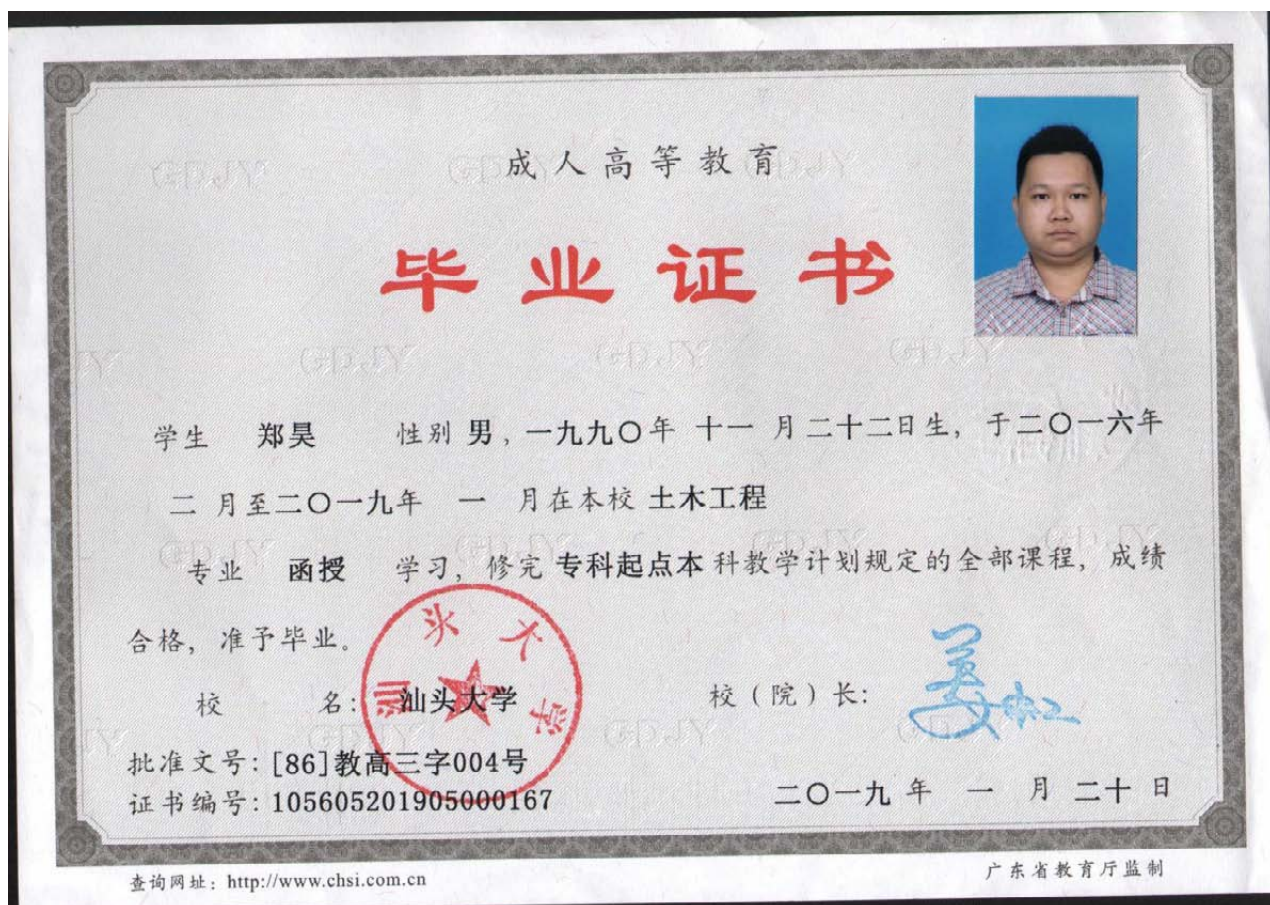 成人高等教育
毕业证书
学生 郑昊 性别 男，一九九〇年 十一 月二十二日生，于二〇一六年
二 月至二〇一九年 一 月在本校 土木工程
专业 函授 学习，修完 专科起点本 科教学计划规定的全部课程，成绩
合格，准予毕业。
汕头大学
校 名：汕头大学
校（院）长：
批准文号：[86]教高三字004号
证书编号：105605201905000167
二〇一九 年 一 月 二十 日
查询网址：http://www.chsi.com.cn
广东省教育厅监制